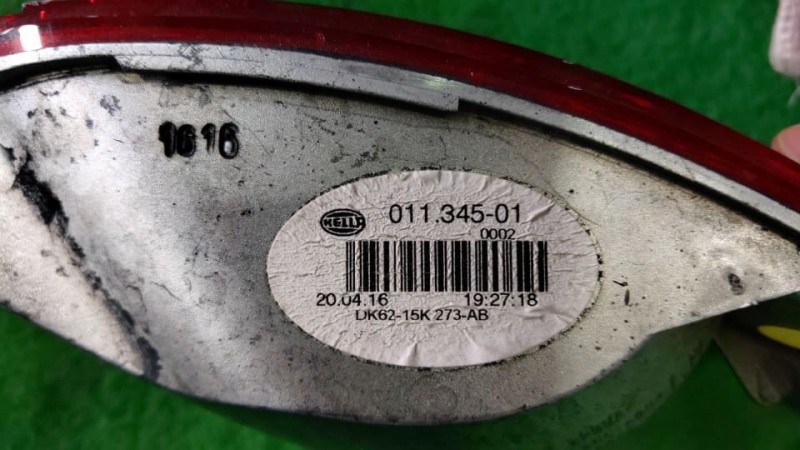 1616
HELLA 011.345-01
0002
20.04.16 19:27:18
DK62-15K 273-AB